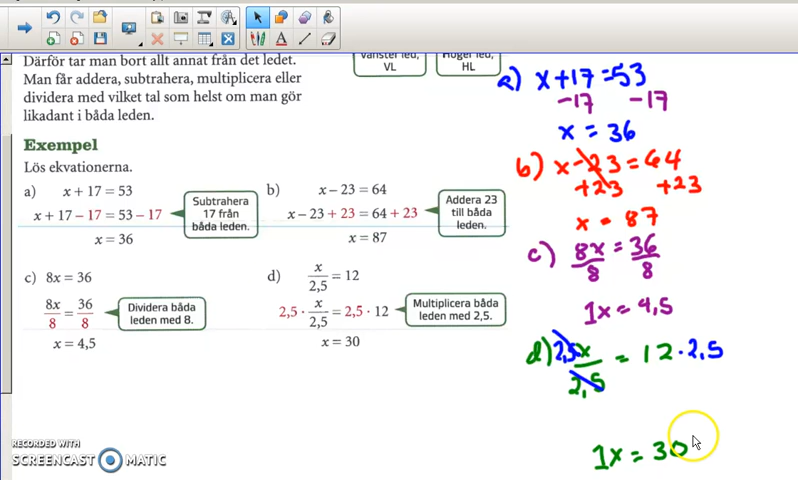 Därför tar man bort allt annat från det ledet.
Man får addera, subtrahera, multiplicera eller
dividera med vilket tal som helst om man gör
likadant i båda leden.
Vänster led,
VL
Höger led,
HL
Exempel
Lös ekvationerna.
a) x + 17 = 53
x + 17 − 17 = 53 − 17
x = 36
Subtrahera
17 från
båda leden.
b) x − 23 = 64
x − 23 + 23 = 64 + 23
x = 87
Addera 23
till båda
leden.
c) 8x = 36
8x/8 = 36/8
x = 4,5
Dividera båda
leden med 8.
d) x/2,5 = 12
2,5 · x/2,5 = 2,5 · 12
x = 30
Multiplicera båda
leden med 2,5.
a) x+17=53
−17 −17
x = 36
b) x−23=64
+23 +23
x = 87
c) 8x/8 = 36/8
1x = 4,5
d) 2,5x/2,5 = 12·2,5
1x = 30
RECORDED WITH
SCREENCAST MATIC